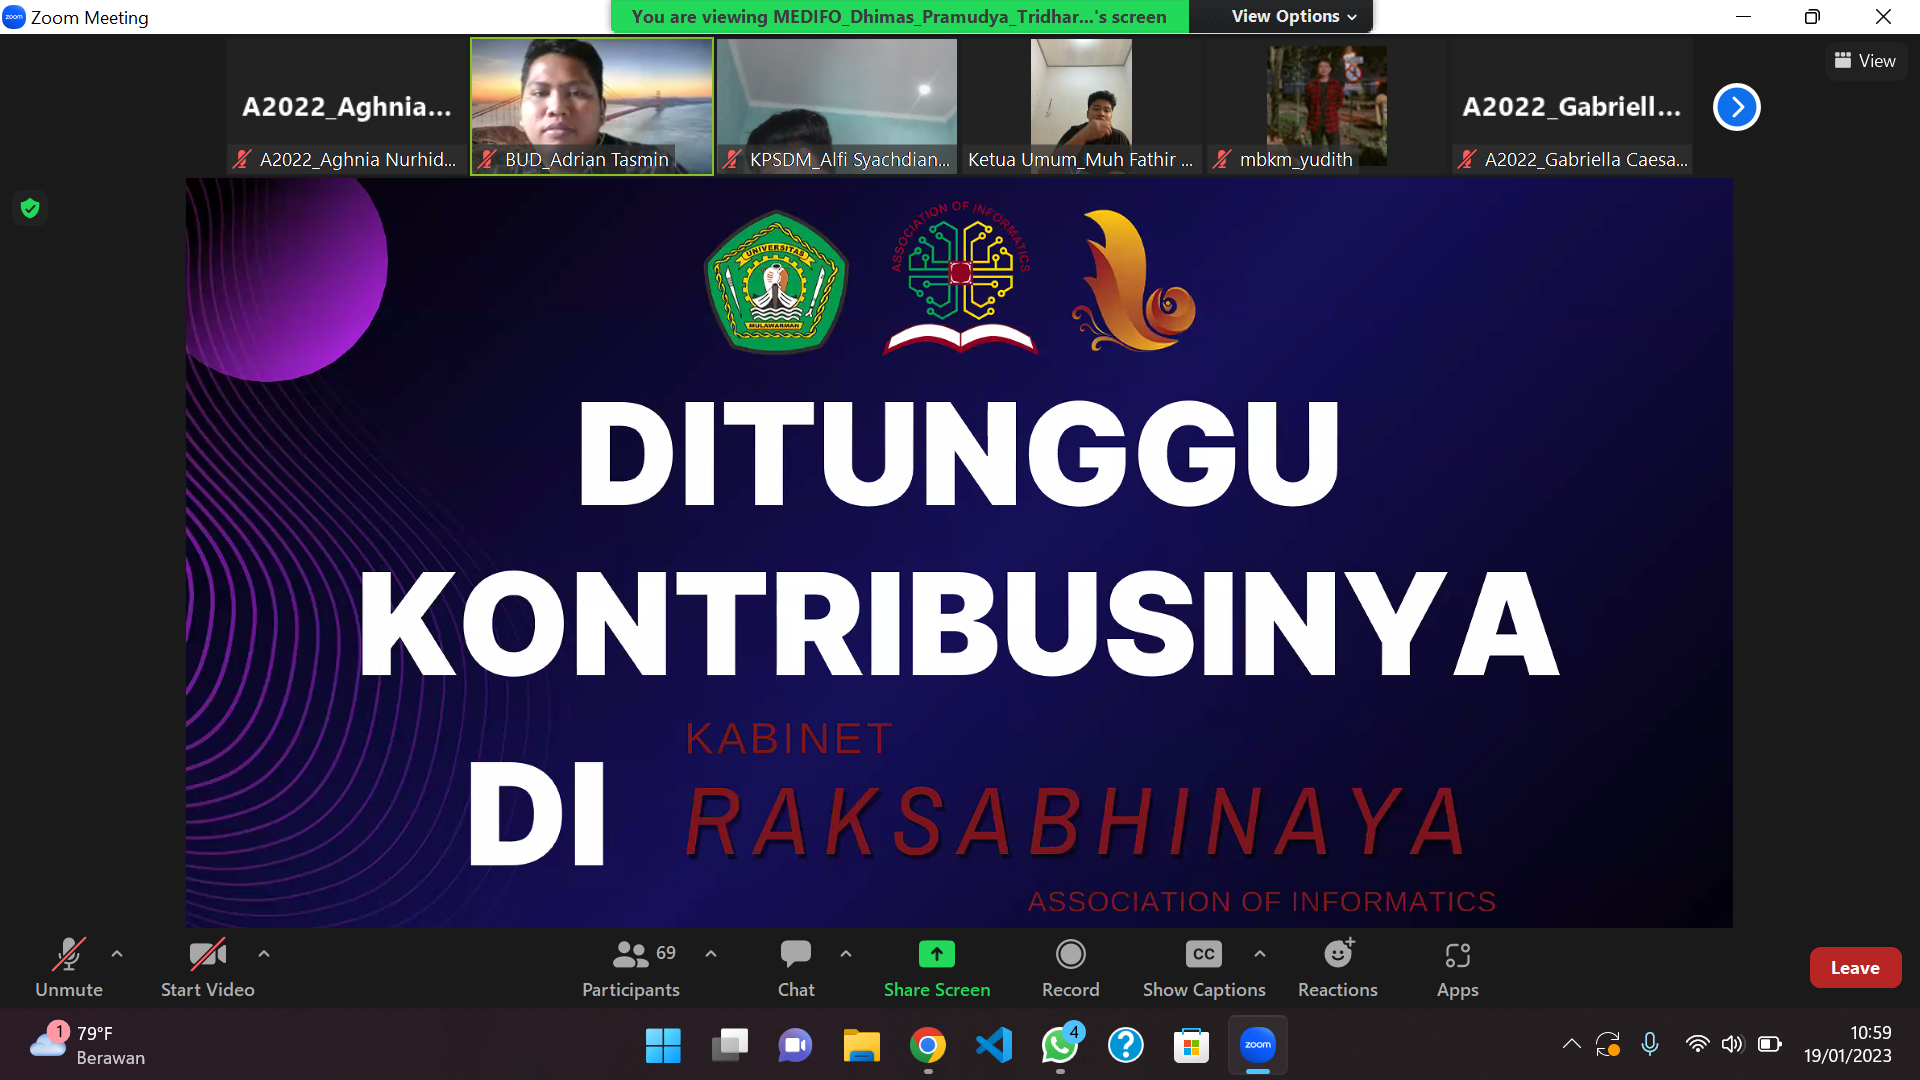 Zoom Meeting
You are viewing MEDIFO_Dhimas_Pramudya_Tridhar...'s screen
View Options
View
A2022_Aghnia...
A2022_Aghnia Nurhid...
BUD_Adrian Tasmin
KPSDM_Alfi Syachdian...
Ketua Umum_Muh Fathir ...
mbkm_yudith
A2022_Gabriell...
A2022_Gabriella Caesa...
UNIVERSITAS
MULAWARMAN
ASSOCIATION OF INFORMATICS
DITUNGGU
KONTRIBUSINYA
DI
KABINET
RAKSABHINAYA
ASSOCIATION OF INFORMATICS
Unmute
Start Video
69
Participants
Chat
Share Screen
Record
CC
Show Captions
Reactions
Apps
Leave
1
79°F
Berawan
4
zoom
10:59
19/01/2023